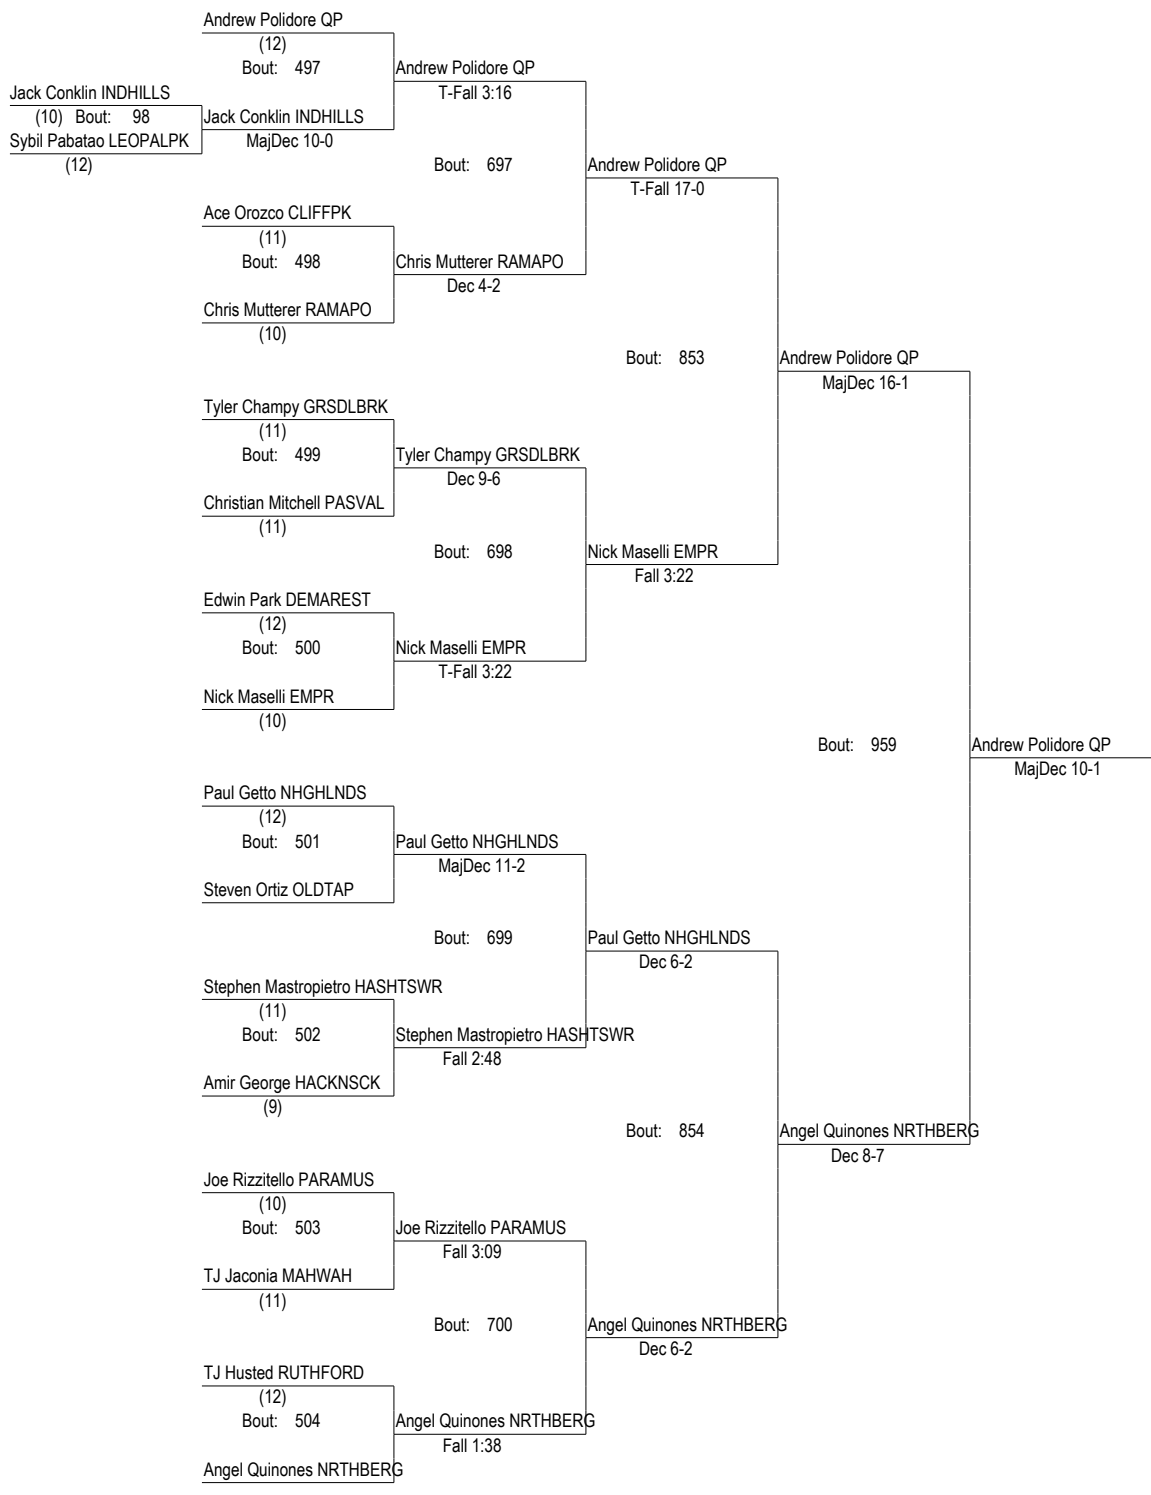 Andrew Polidore QP
(12)
Bout: 497
Andrew Polidore QP
T-Fall 3:16
Jack Conklin INDHILLS
(10) Bout: 98
Jack Conklin INDHILLS
MajDec 10-0
Sybil Pabatao LEOPALPK
(12)
Bout: 697
Andrew Polidore QP
T-Fall 17-0
Ace Orozco CLIFFPK
(11)
Bout: 498
Chris Mutterer RAMAPO
Dec 4-2
Chris Mutterer RAMAPO
(10)
Bout: 853
Andrew Polidore QP
MajDec 16-1
Tyler Champy GRSDLBRK
(11)
Bout: 499
Tyler Champy GRSDLBRK
Dec 9-6
Christian Mitchell PASVAL
(11)
Bout: 698
Nick Maselli EMPR
Fall 3:22
Edwin Park DEMAREST
(12)
Bout: 500
Nick Maselli EMPR
T-Fall 3:22
Nick Maselli EMPR
(10)
Bout: 959
Andrew Polidore QP
MajDec 10-1
Paul Getto NHGHLNDS
(12)
Bout: 501
Paul Getto NHGHLNDS
MajDec 11-2
Steven Ortiz OLDTAP
Bout: 699
Paul Getto NHGHLNDS
Dec 6-2
Stephen Mastropietro HASHTSWR
(11)
Bout: 502
Stephen Mastropietro HASHTSWR
Fall 2:48
Amir George HACKNSCK
(9)
Bout: 854
Angel Quinones NRTHBERG
Dec 8-7
Joe Rizzitello PARAMUS
(10)
Bout: 503
Joe Rizzitello PARAMUS
Fall 3:09
TJ Jaconia MAHWAH
(11)
Bout: 700
Angel Quinones NRTHBERG
Dec 6-2
TJ Husted RUTHFORD
(12)
Bout: 504
Angel Quinones NRTHBERG
Fall 1:38
Angel Quinones NRTHBERG